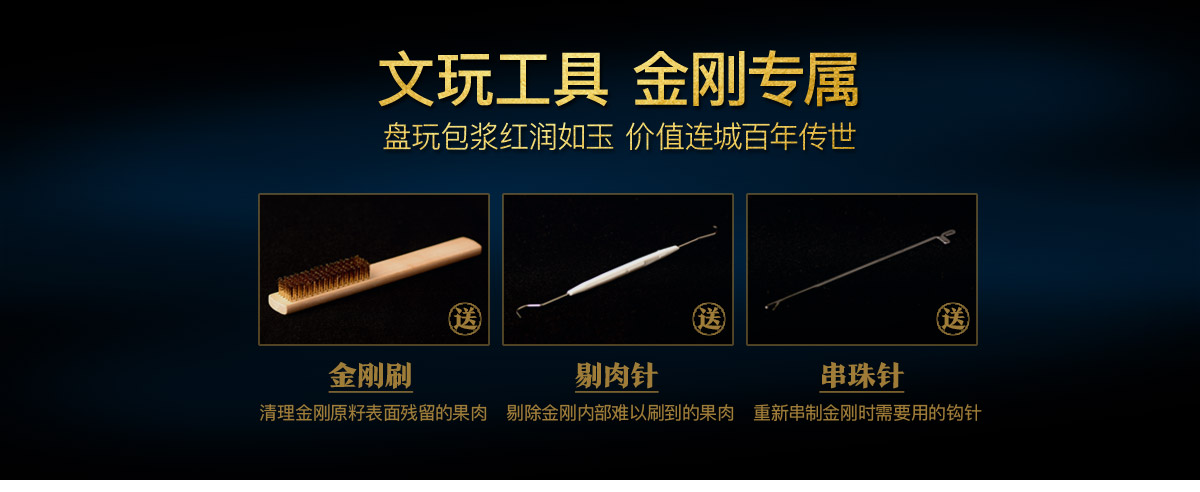 文玩工具 金刚专属
盘玩包浆红润如玉 价值连城百年传世
送
送
送
金刚刷
剔肉针
串珠针
清理金刚原籽表面残留的果肉
剔除金刚内部难以刷到的果肉
重新串制金刚时需要用的钩针